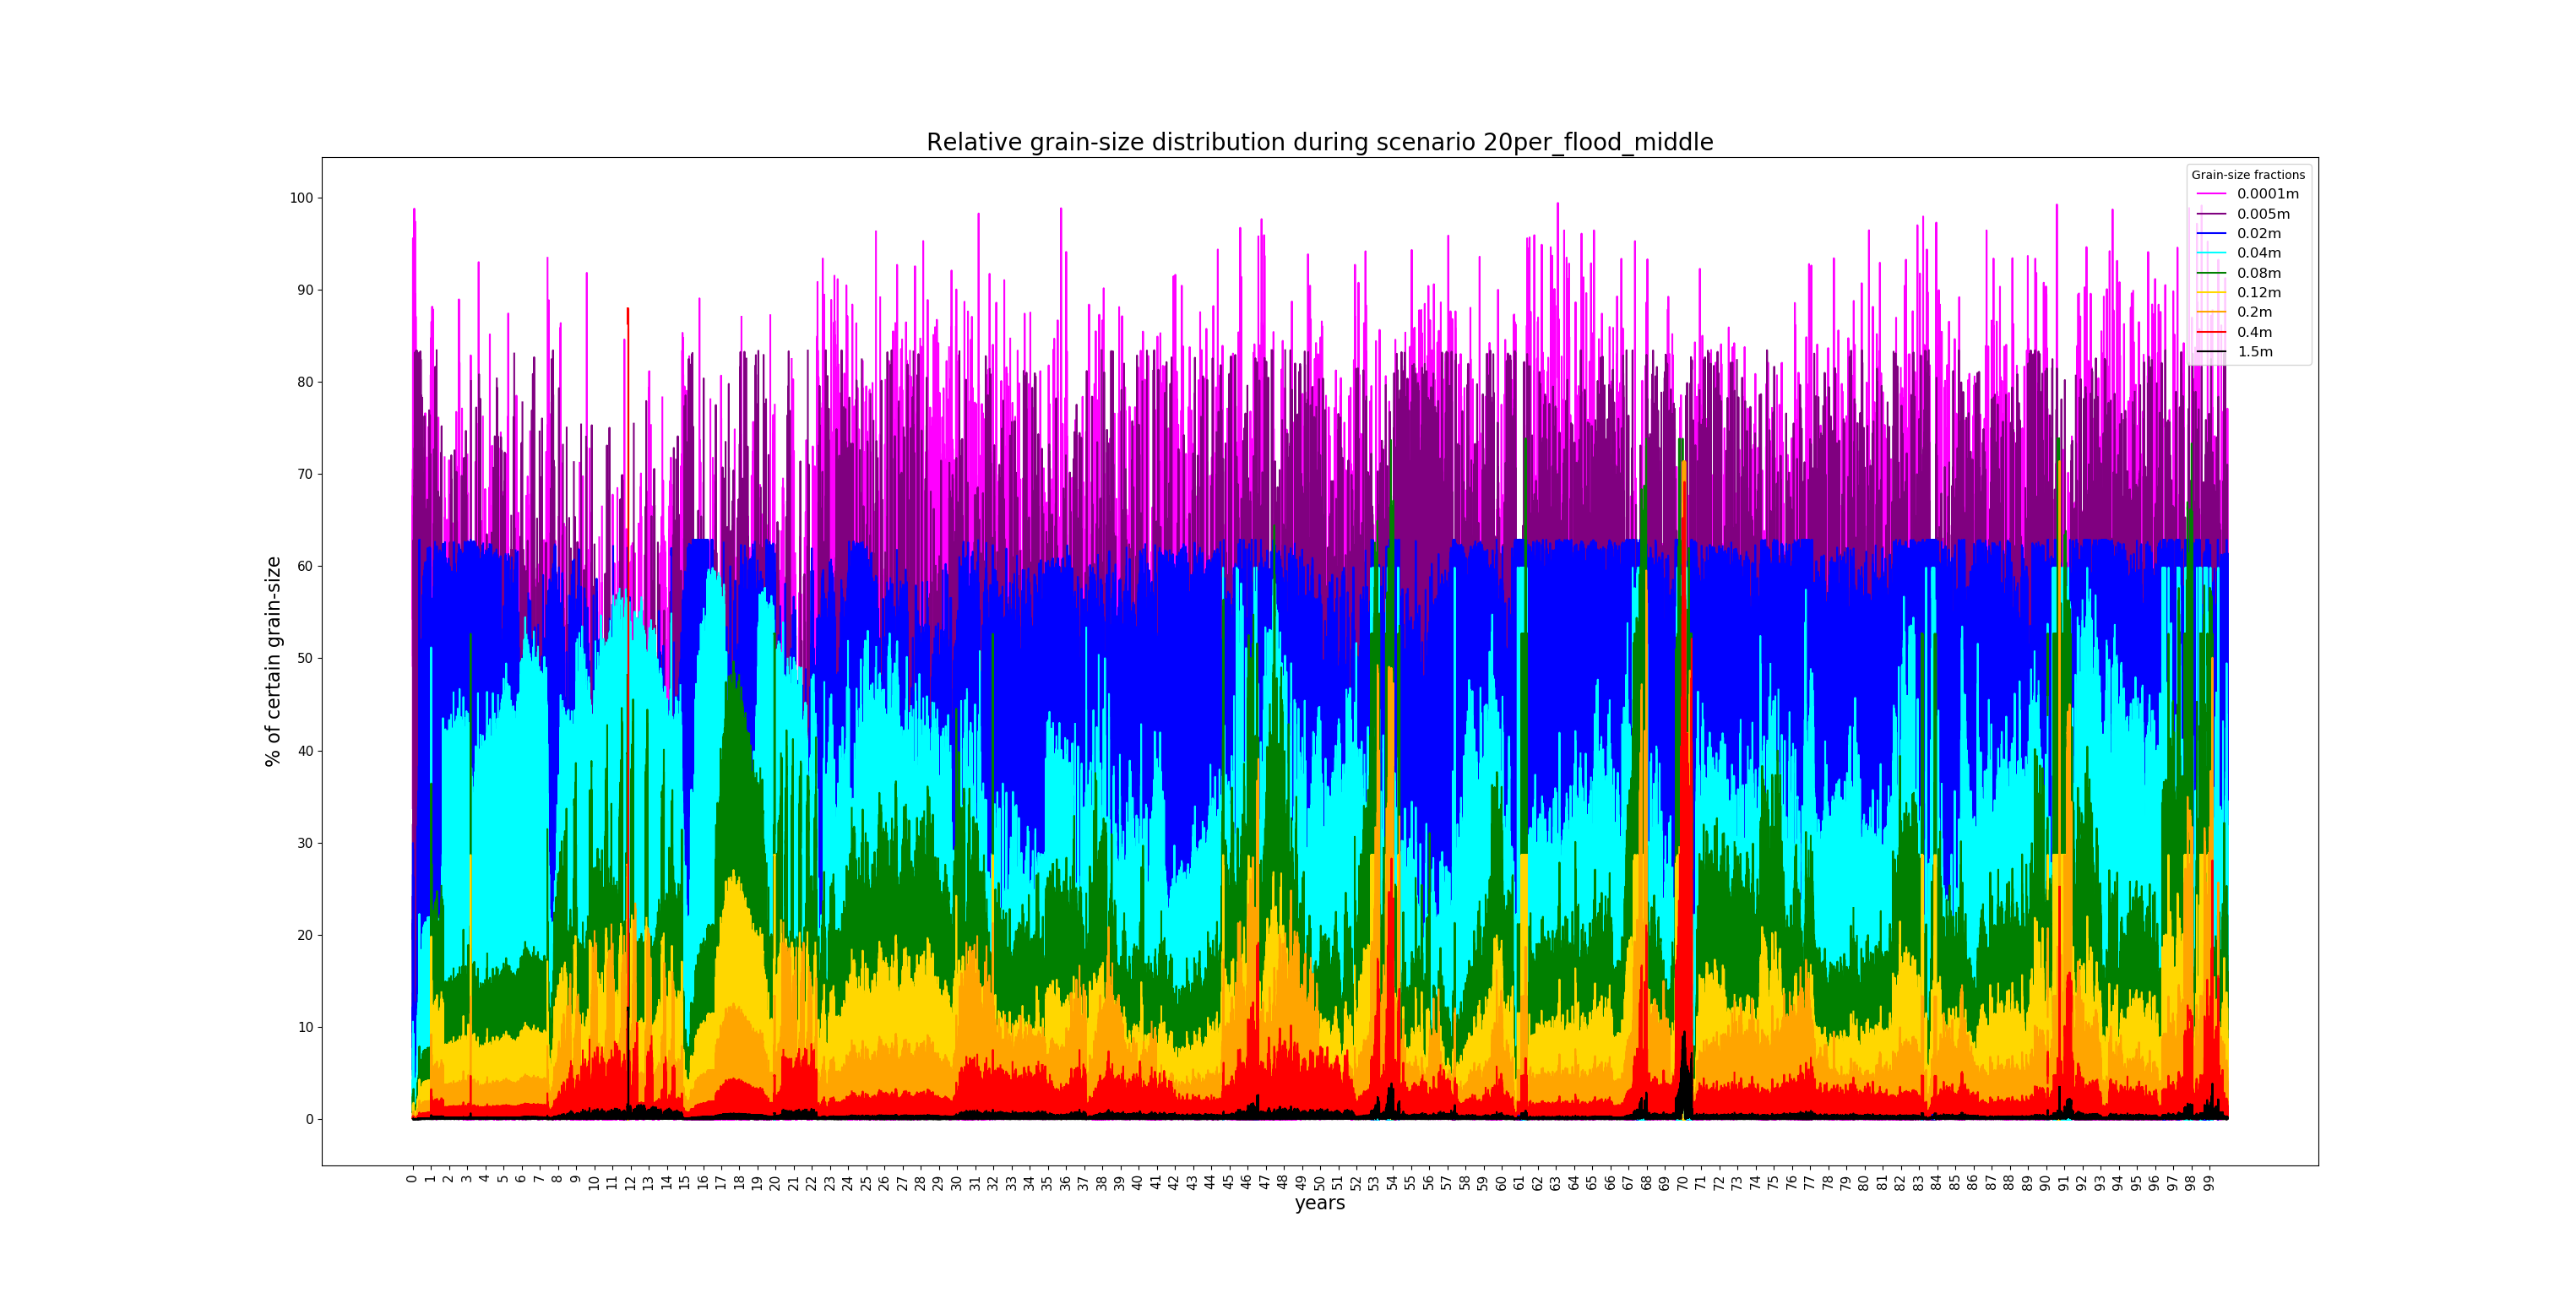 Relative grain-size distribution during scenario 20per_flood_middle
Grain-size fractions
0.0001m
0.005m
0.02m
0.04m
0.08m
0.12m
0.2m
0.4m
1.5m
% of certain grain-size
100
90
80
70
60
50
40
30
20
10
0
0 1 2 3 4 5 6 7 8 9 10 11 12 13 14 15 16 17 18 19 20 21 22 23 24 25 26 27 28 29 30 31 32 33 34 35 36 37 38 39 40 41 42 43 44 45 46 47 48 49 50 51 52 53 54 55 56 57 58 59 60 61 62 63 64 65 66 67 68 69 70 71 72 73 74 75 76 77 78 79 80 81 82 83 84 85 86 87 88 89 90 91 92 93 94 95 96 97 98 99
years